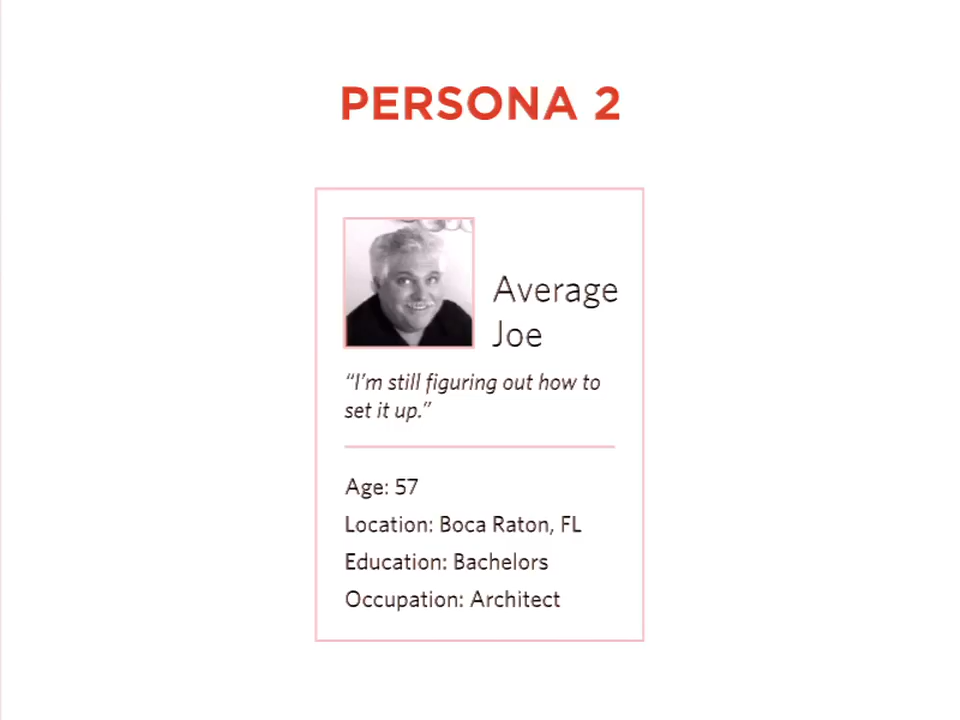 PERSONA 2
Average
Joe
“I’m still figuring out how to
set it up.”
Age: 57
Location: Boca Raton, FL
Education: Bachelors
Occupation: Architect